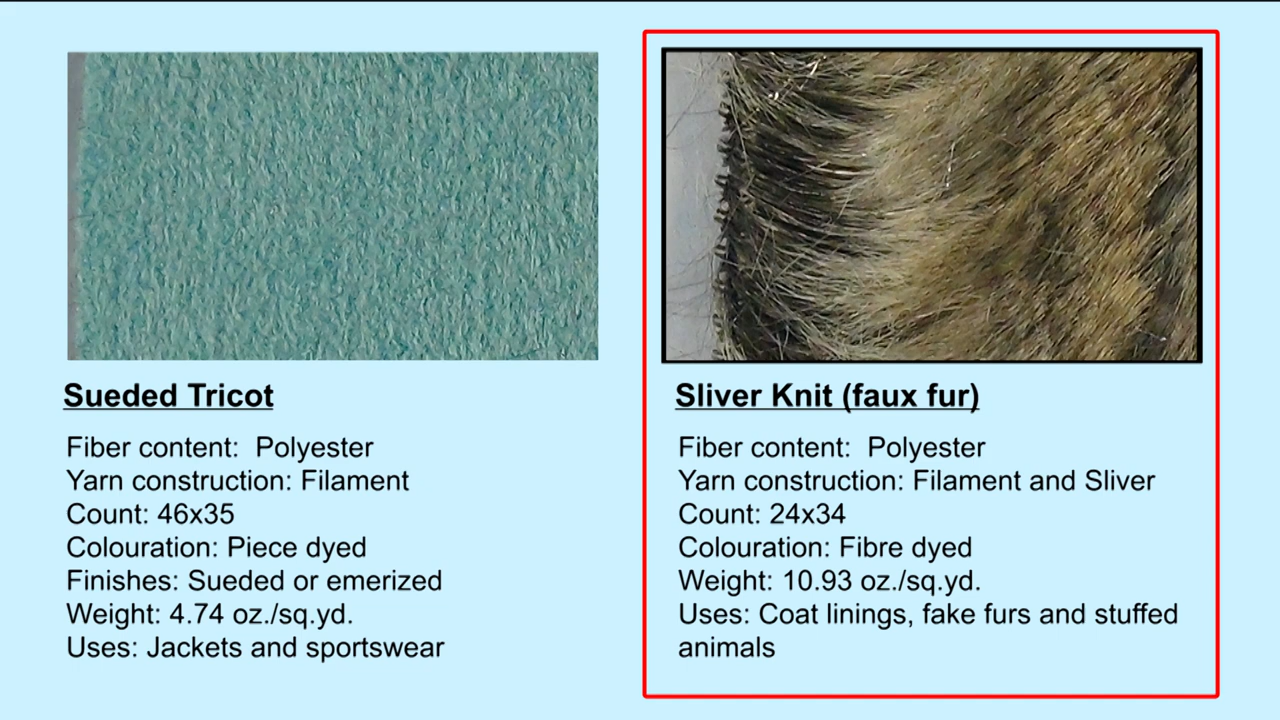 Sueded Tricot
Fiber content:  Polyester
Yarn construction: Filament
Count: 46x35
Colouration: Piece dyed
Finishes: Sueded or emerized
Weight: 4.74 oz./sq.yd.
Uses: Jackets and sportswear
Sliver Knit (faux fur)
Fiber content:  Polyester
Yarn construction: Filament and Sliver
Count: 24x34
Colouration: Fibre dyed
Weight: 10.93 oz./sq.yd.
Uses: Coat linings, fake furs and stuffed
animals